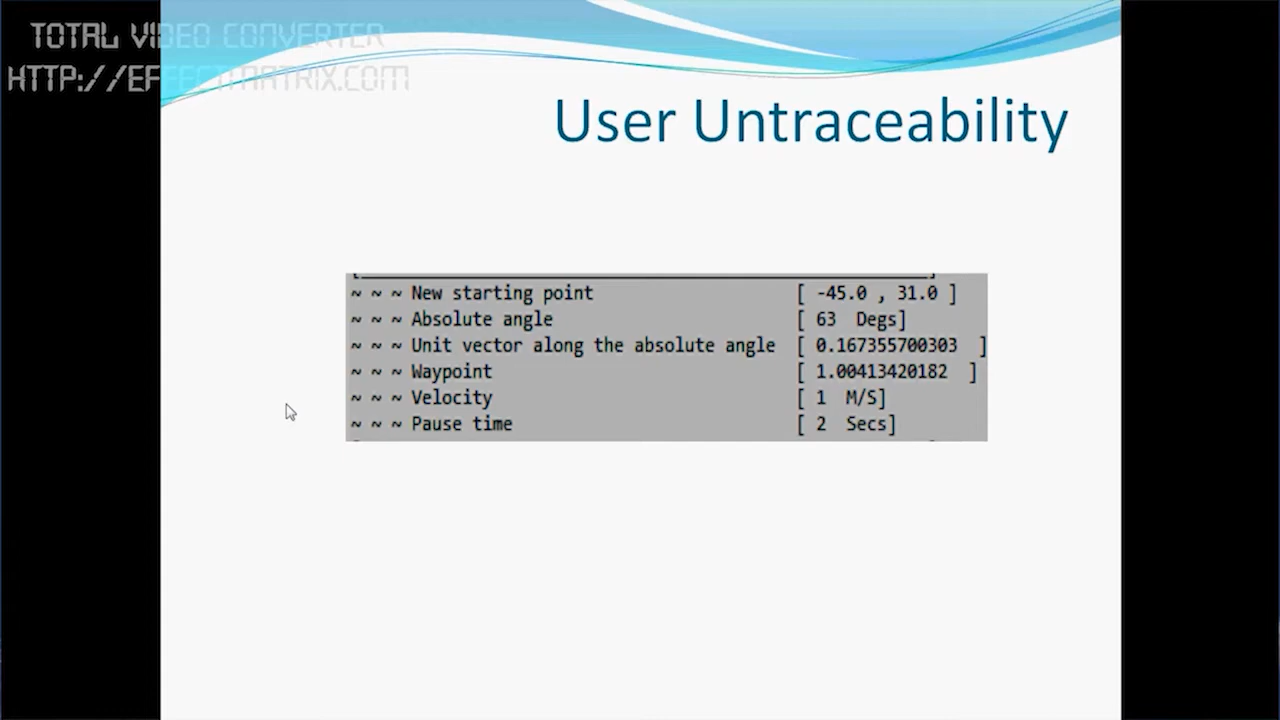 TOTAL VIDEO CONVERTER
HTTP://EFFECTMATRIX.COM
User Untraceability
~ ~ ~ New starting point [ -45.0 , 31.0 ]
~ ~ ~ Absolute angle [ 63 Degs]
~ ~ ~ Unit vector along the absolute angle [ 0.167355700303 ]
~ ~ ~ Waypoint [ 1.00413420182 ]
~ ~ ~ Velocity [ 1 M/S]
~ ~ ~ Pause time [ 2 Secs]